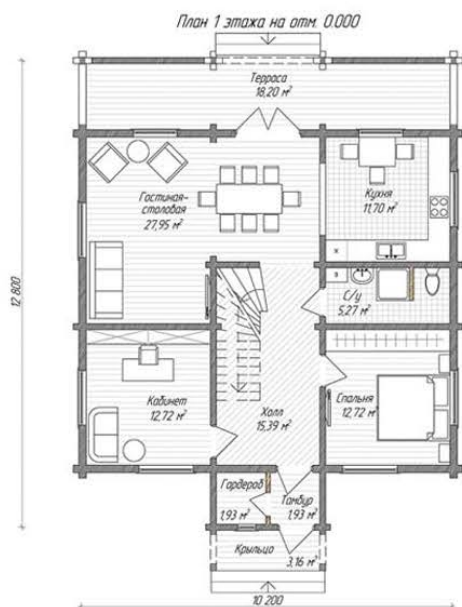 План 1 этажа на отм. 0.000
Терраса
18,20 м²
Гостиная-
столовая
27,95 м²
Кухня
11,70 м²
С/у
5,27 м²
Кабинет
12,72 м²
Холл
15,39 м²
Спальня
12,72 м²
Гардероб
1,93 м²
Тамбур
1,93 м²
Крыльцо
3,16 м²
12 800
10 200